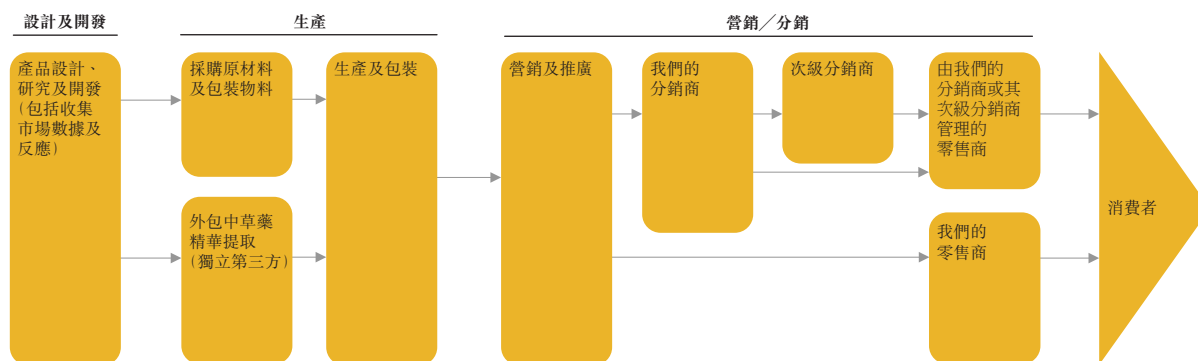 設計及開發
生產
營銷／分銷
產品設計、
研究及開發
(包括收集
市場數據及
反應)
採購原材料
及包裝物料
外包中草藥
精華提取
(獨立第三方)
生產及包裝
營銷及推廣
我們的
分銷商
次級分銷商
由我們的
分銷商或其
次級分銷商
管理的
零售商
我們的
零售商
消費者